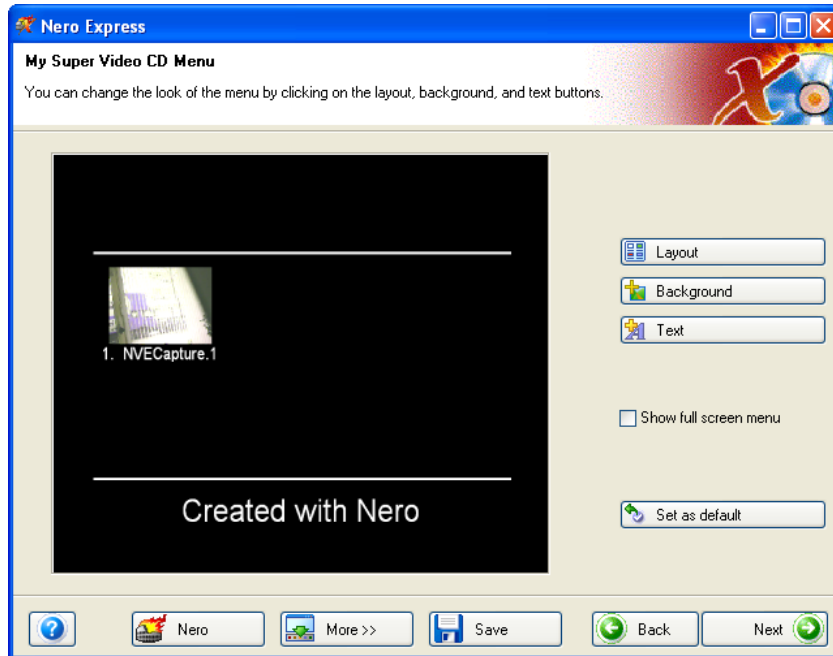 Nero Express
My Super Video CD Menu
You can change the look of the menu by clicking on the layout, background, and text buttons.
1. NVECapture.1
Created with Nero
Layout
Background
Text
Show full screen menu
Set as default
Nero
More >>
Save
Back
Next